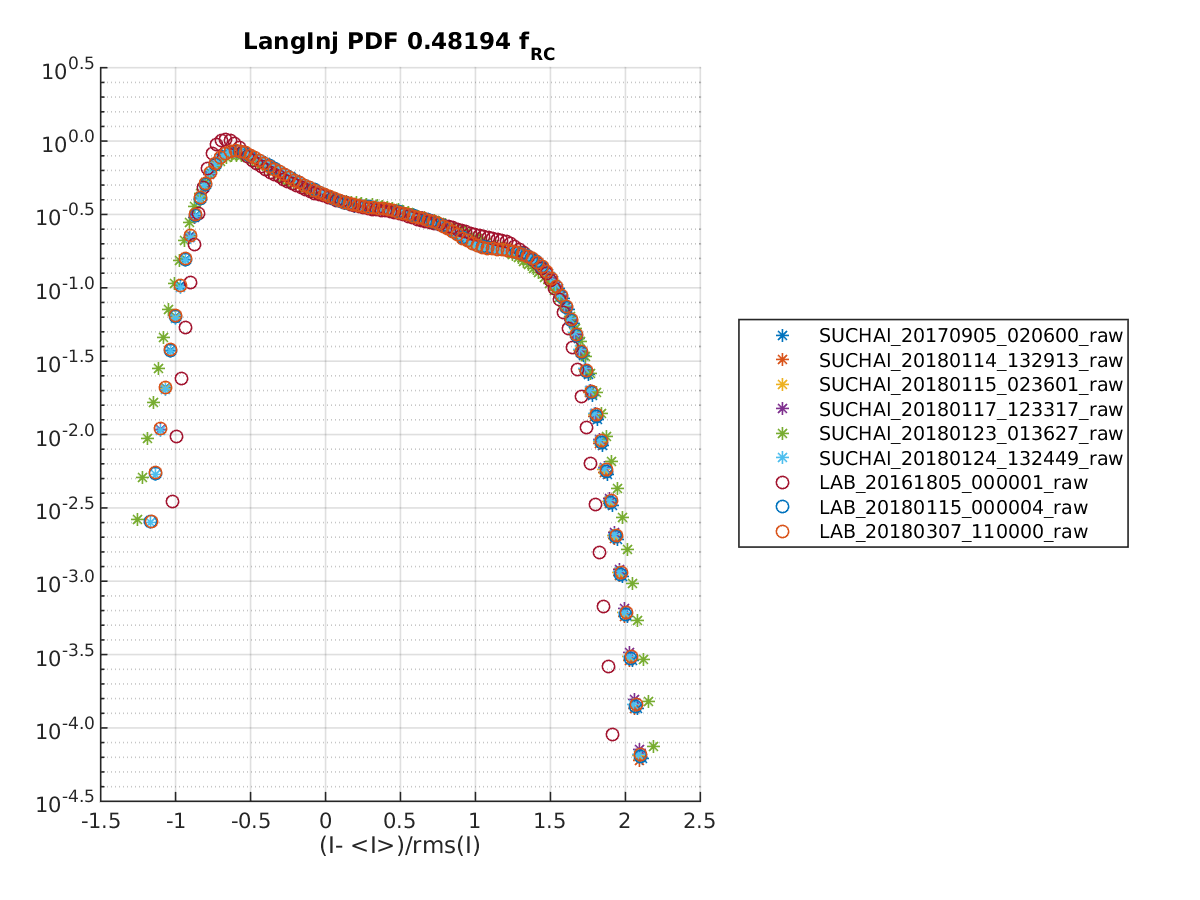 LangInj PDF 0.48194 f_RC
10^0.5
10^0.0
10^-0.5
10^-1.0
10^-1.5
10^-2.0
10^-2.5
10^-3.0
10^-3.5
10^-4.0
10^-4.5
-1.5 -1 -0.5 0 0.5 1 1.5 2 2.5
(I- <I>)/rms(I)
SUCHAI_20170905_020600_raw
SUCHAI_20180114_132913_raw
SUCHAI_20180115_023601_raw
SUCHAI_20180117_123317_raw
SUCHAI_20180123_013627_raw
SUCHAI_20180124_132449_raw
LAB_20161805_000001_raw
LAB_20180115_000004_raw
LAB_20180307_110000_raw